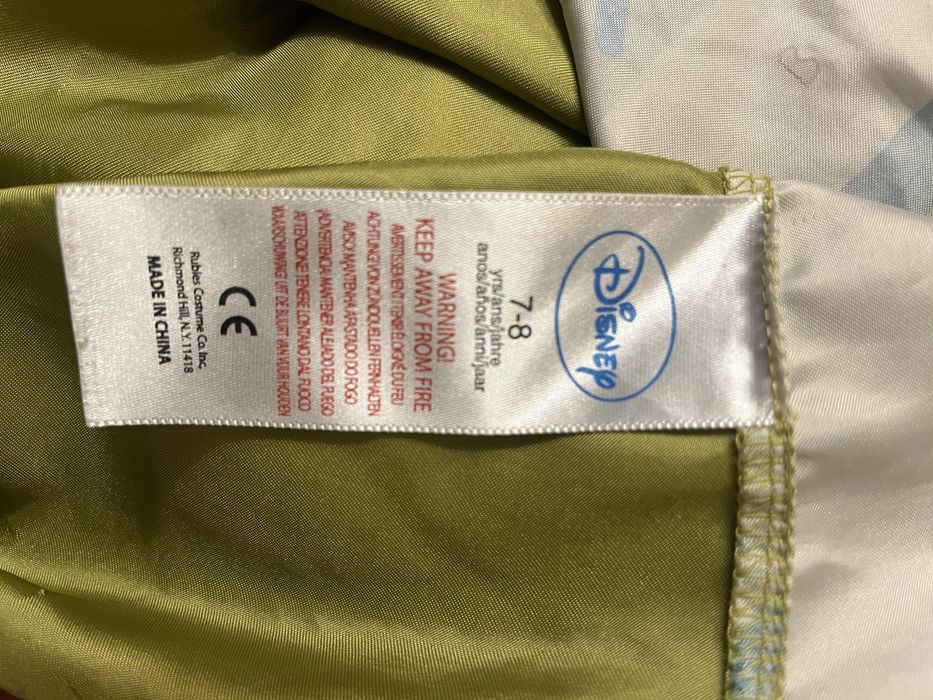 Disney
7-8
yrs/ans/jahre
anos/años/anni/jaar
WARNING!
KEEP AWAY FROM FIRE
AVERTISSEMENT! TENIR ÉLOIGNÉ DU FEU
ACHTUNG! VON ZÜNDQUELLEN FERNHALTEN
AVISO! MANTENHA AFASTADO DO FOGO
¡ADVERTENCIA! MANTENER ALEJADO DEL FUEGO
ATTENZIONE! TENERE LONTANO DAL FUOCO
WAARSCHUWING! UIT DE BUURT VAN VUUR HOUDEN
CE
Rubies Costume Co. Inc,
Richmond Hill, N.Y. 11418
MADE IN CHINA